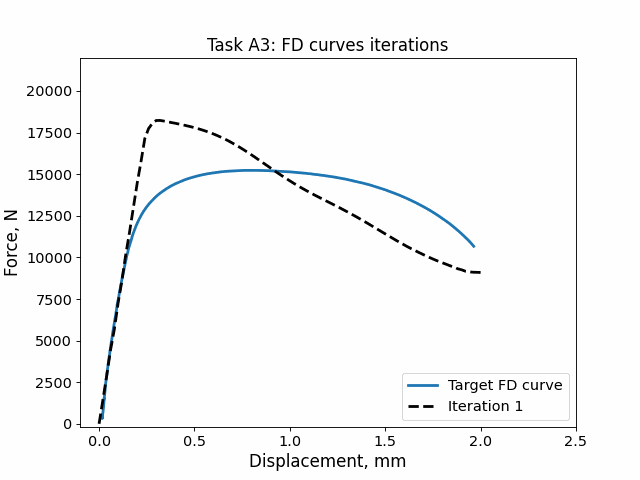 Task A3: FD curves iterations
Force, N
20000
17500
15000
12500
10000
7500
5000
2500
0
0.0 0.5 1.0 1.5 2.0 2.5
Displacement, mm
Target FD curve
Iteration 1